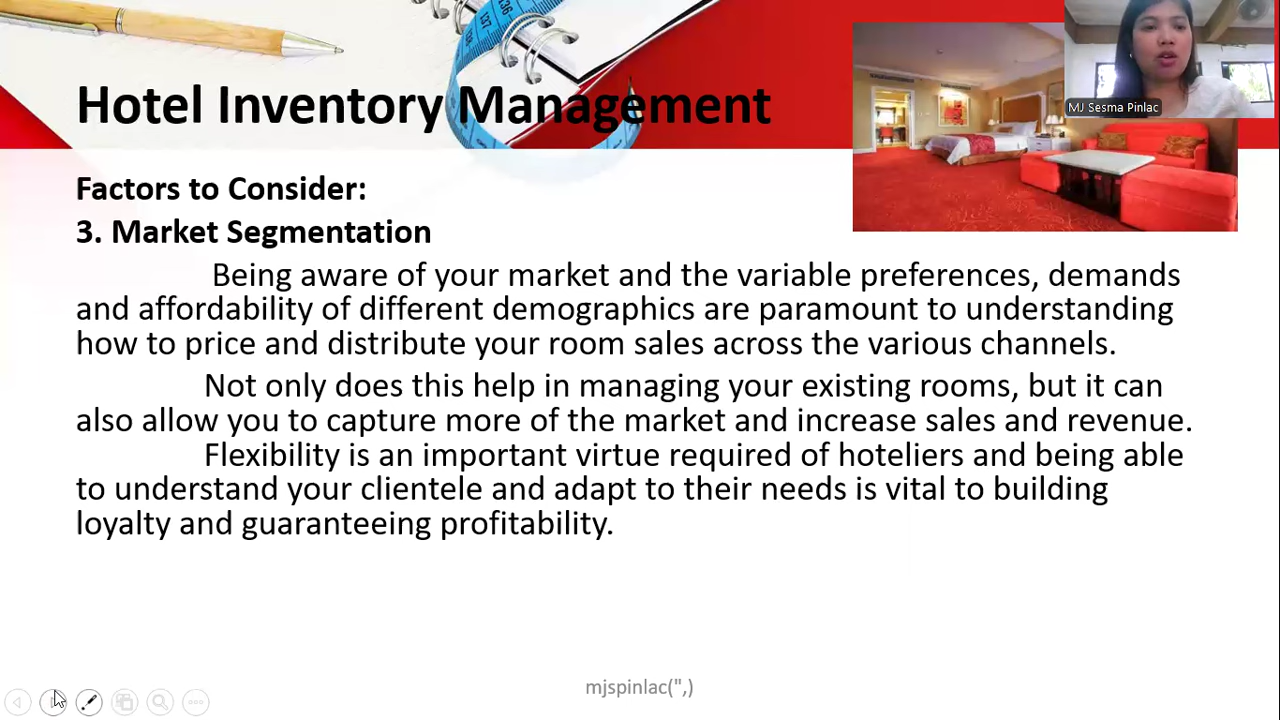 137
136
Hotel Inventory Management
MJ Sesma Pinlac
Factors to Consider:
3. Market Segmentation
Being aware of your market and the variable preferences, demands
and affordability of different demographics are paramount to understanding
how to price and distribute your room sales across the various channels.
Not only does this help in managing your existing rooms, but it can
also allow you to capture more of the market and increase sales and revenue.
Flexibility is an important virtue required of hoteliers and being able
to understand your clientele and adapt to their needs is vital to building
loyalty and guaranteeing profitability.
mjspinlac(",)